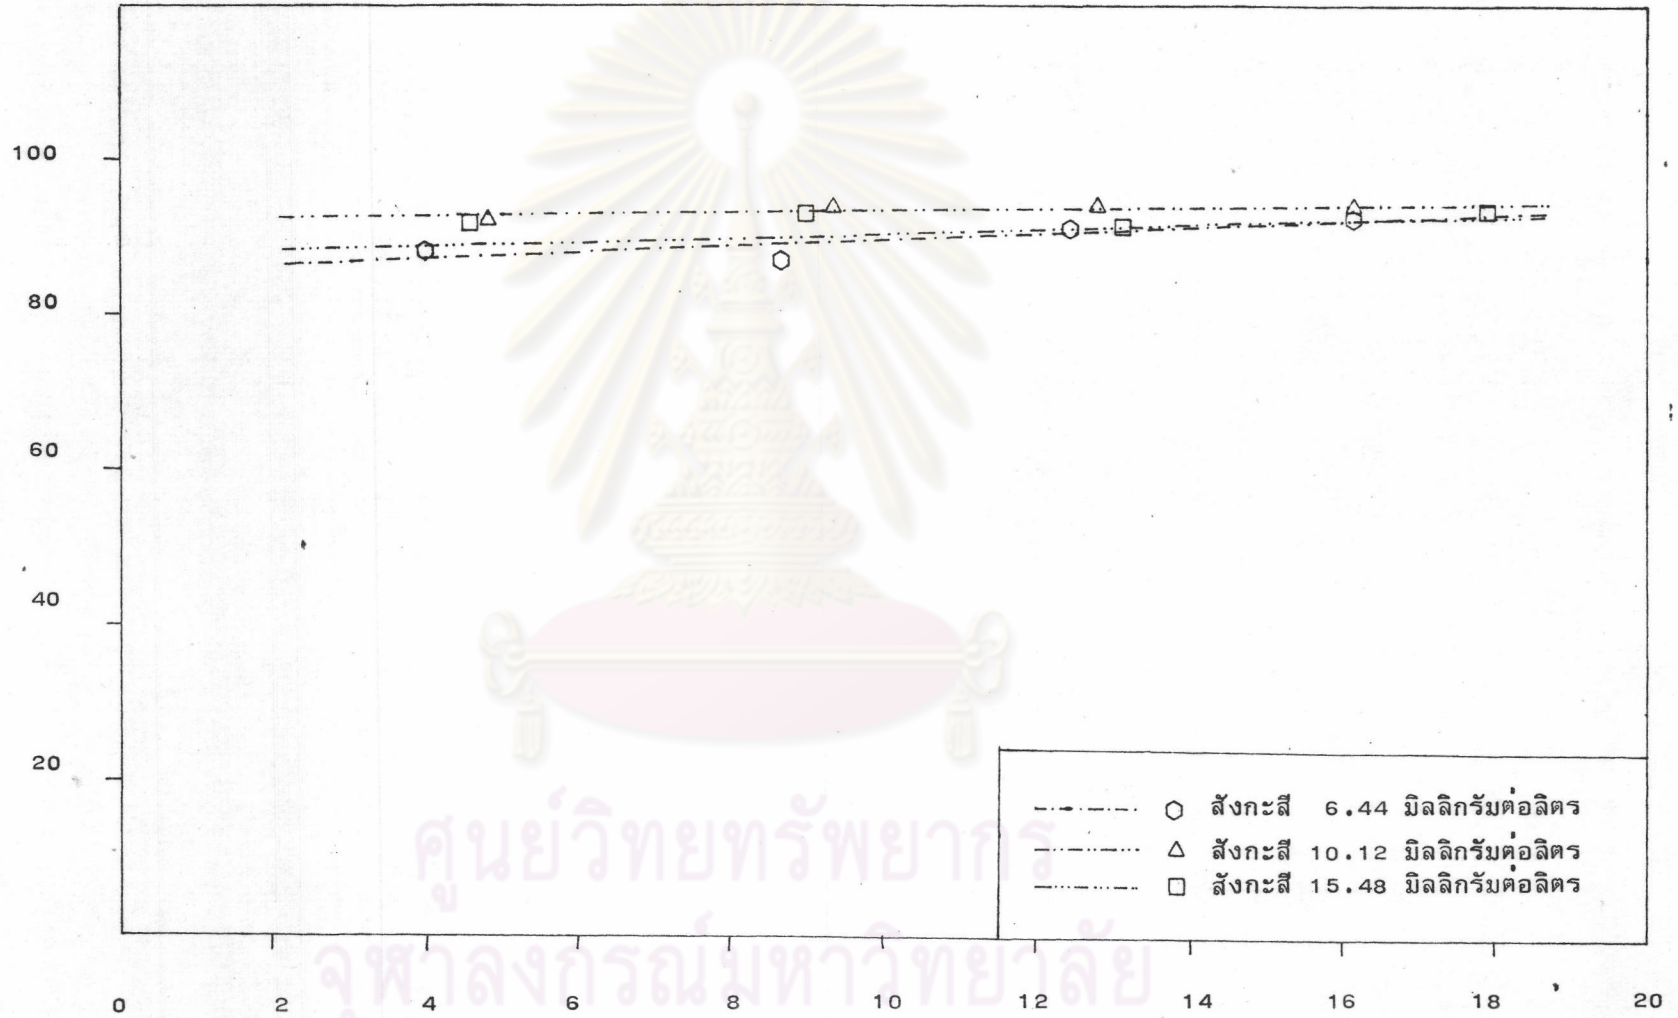 100
80
60
40
20
สังกะสี 6.44 มิลลิกรัมต่อลิตร
สังกะสี 10.12 มิลลิกรัมต่อลิตร
สังกะสี 15.48 มิลลิกรัมต่อลิตร
ศูนย์วิทยทรัพยากร
จุฬาลงกรณ์มหาวิทยาลัย
0 2 4 6 8 10 12 14 16 18 20